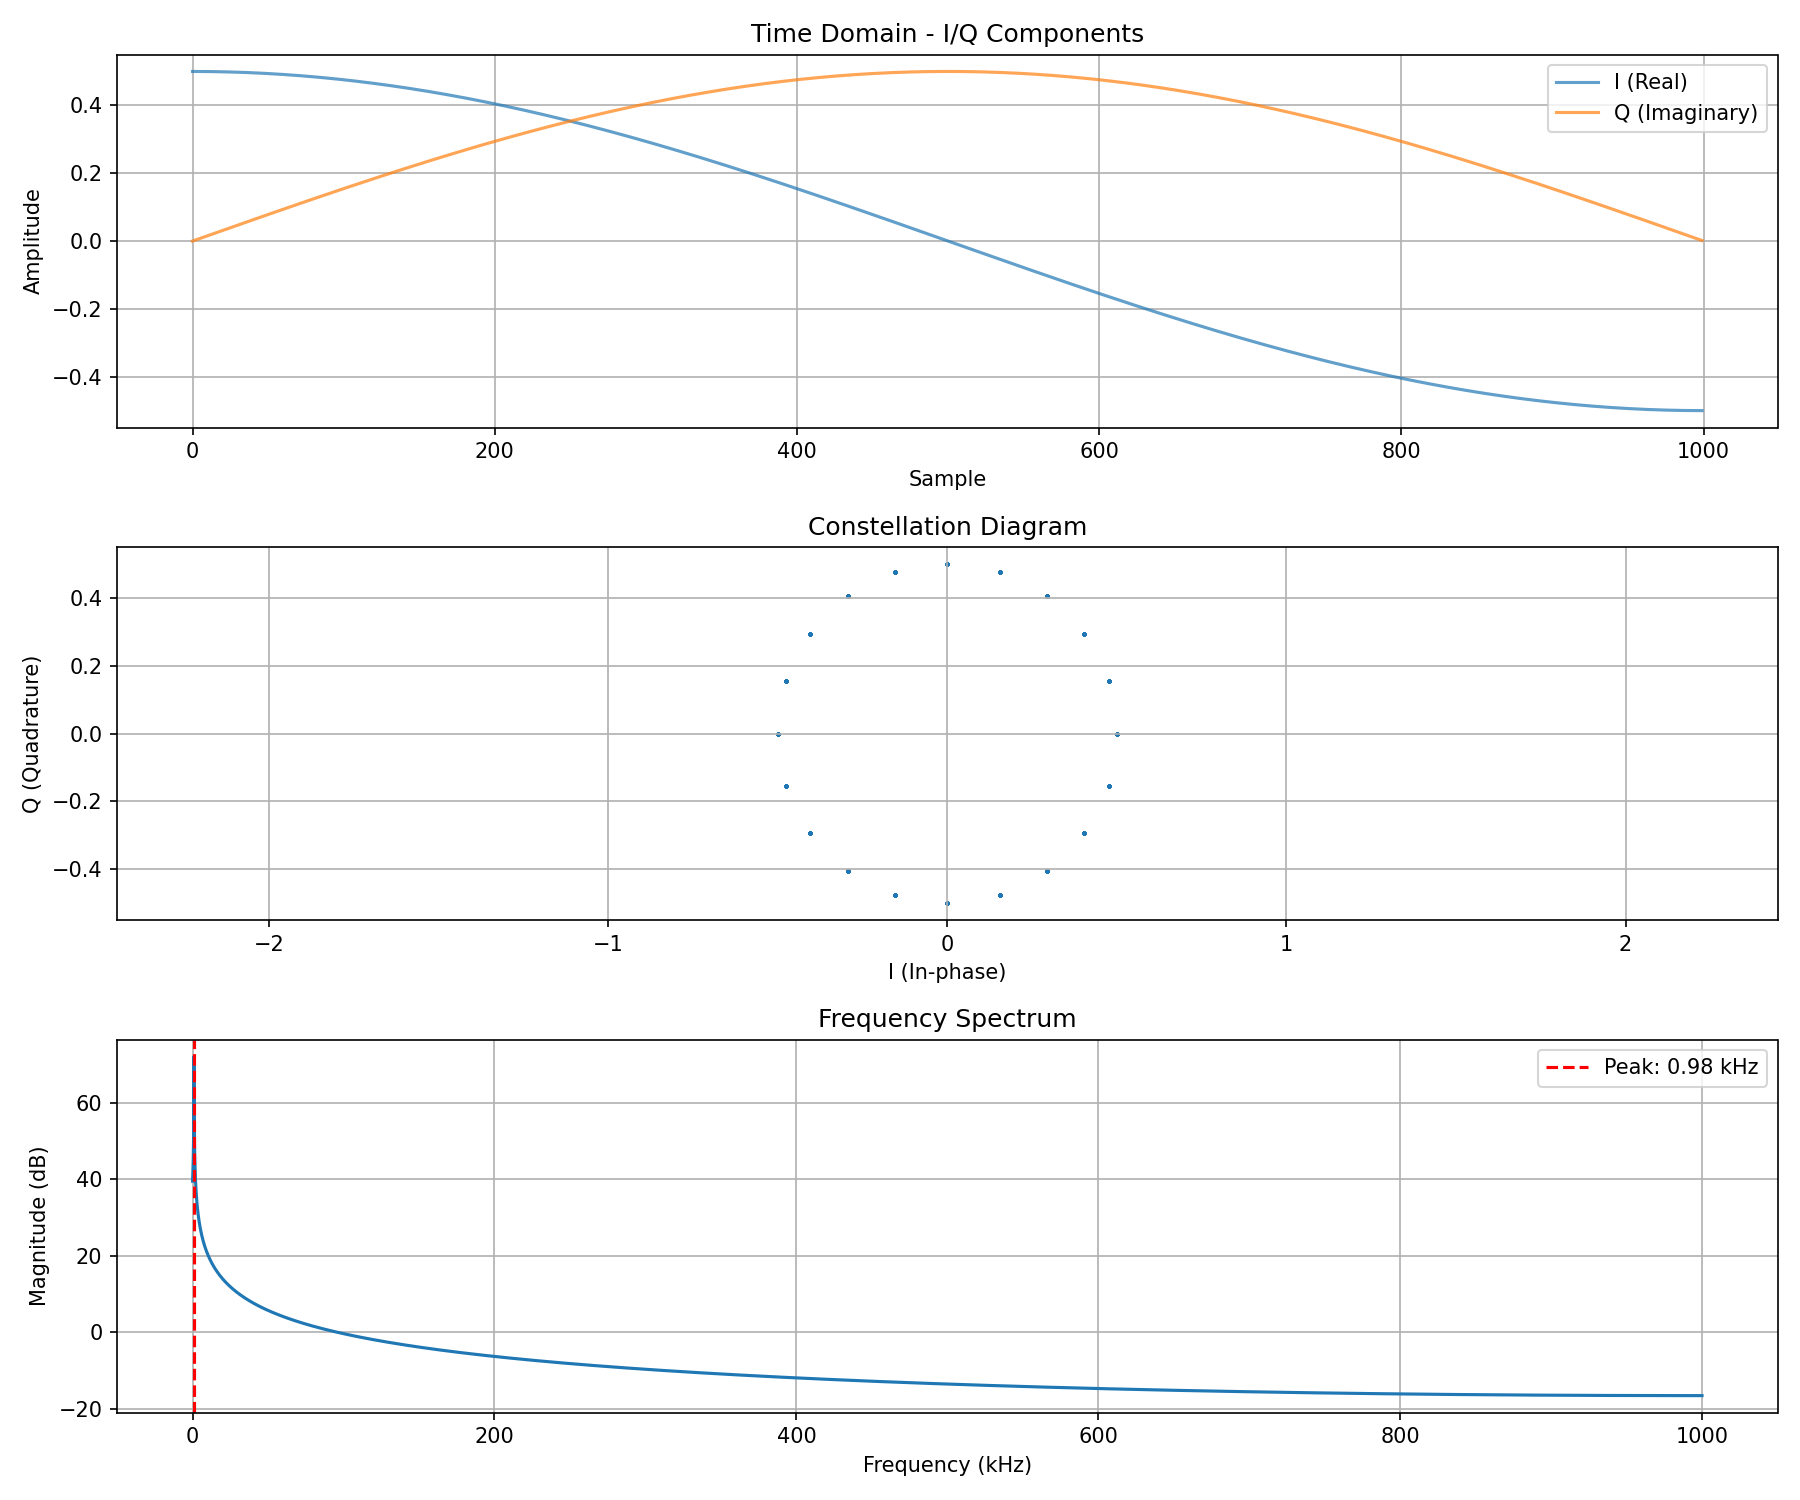 Time Domain - I/Q Components
I (Real)
Q (Imaginary)
Amplitude
0.4
0.2
0.0
−0.2
−0.4
0 200 400 600 800 1000
Sample
Constellation Diagram
Q (Quadrature)
0.4
0.2
0.0
−0.2
−0.4
−2 −1 0 1 2
I (In-phase)
Frequency Spectrum
Peak: 0.98 kHz
Magnitude (dB)
60
40
20
0
−20
0 200 400 600 800 1000
Frequency (kHz)